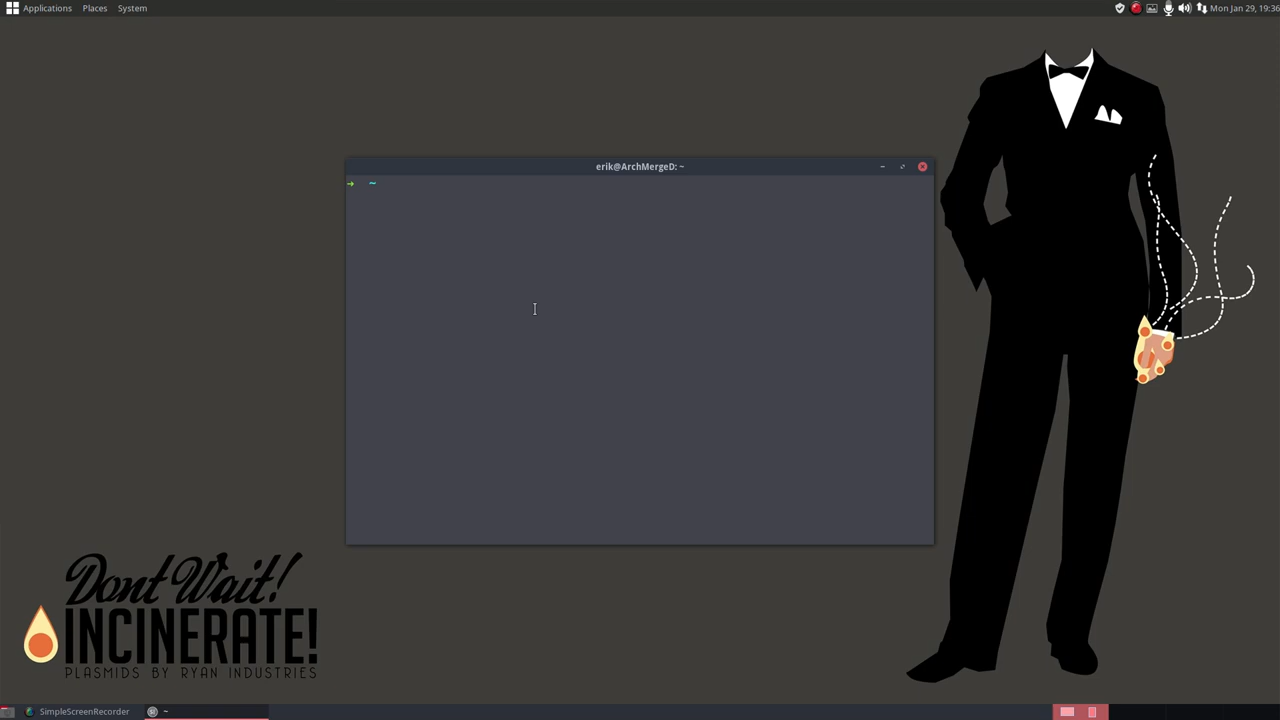 Applications Places System Mon Jan 29, 19:36
erik@ArchMergeD: ~
➜ ~
Dont Wait!
INCINERATE!
PLASMIDS BY RYAN INDUSTRIES
SimpleScreenRecorder ~